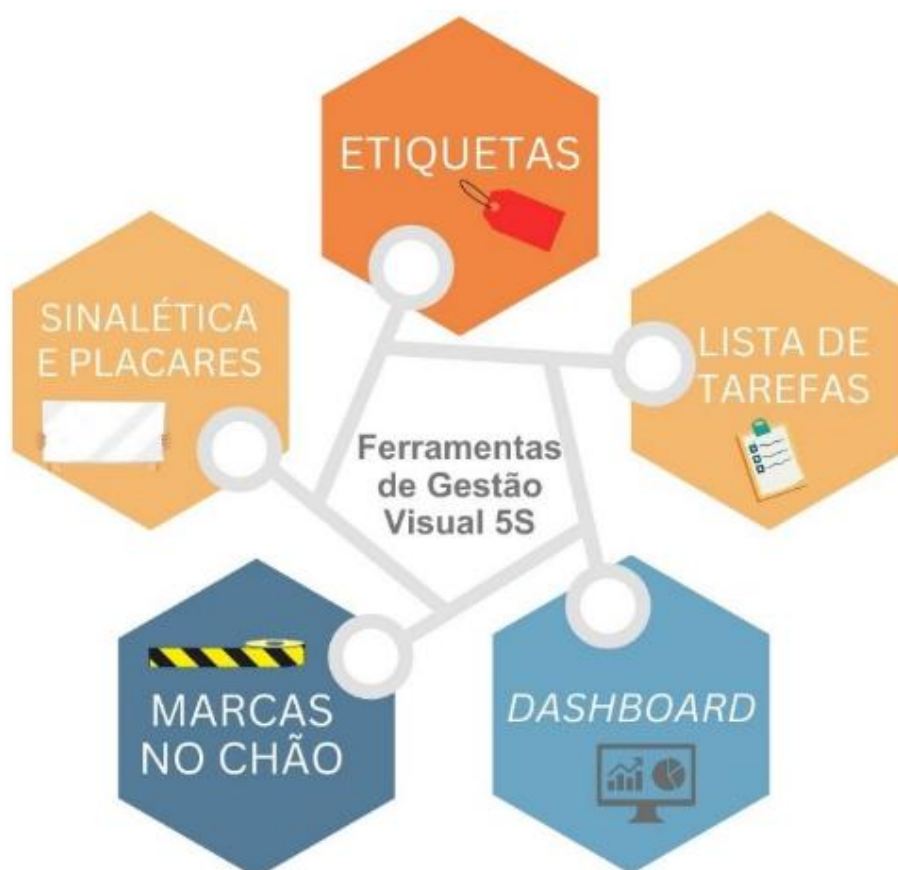 ETIQUETAS
SINALÉTICA
E PLACARES
LISTA DE
TAREFAS
Ferramentas
de Gestão
Visual 5S
MARCAS
NO CHÃO
DASHBOARD